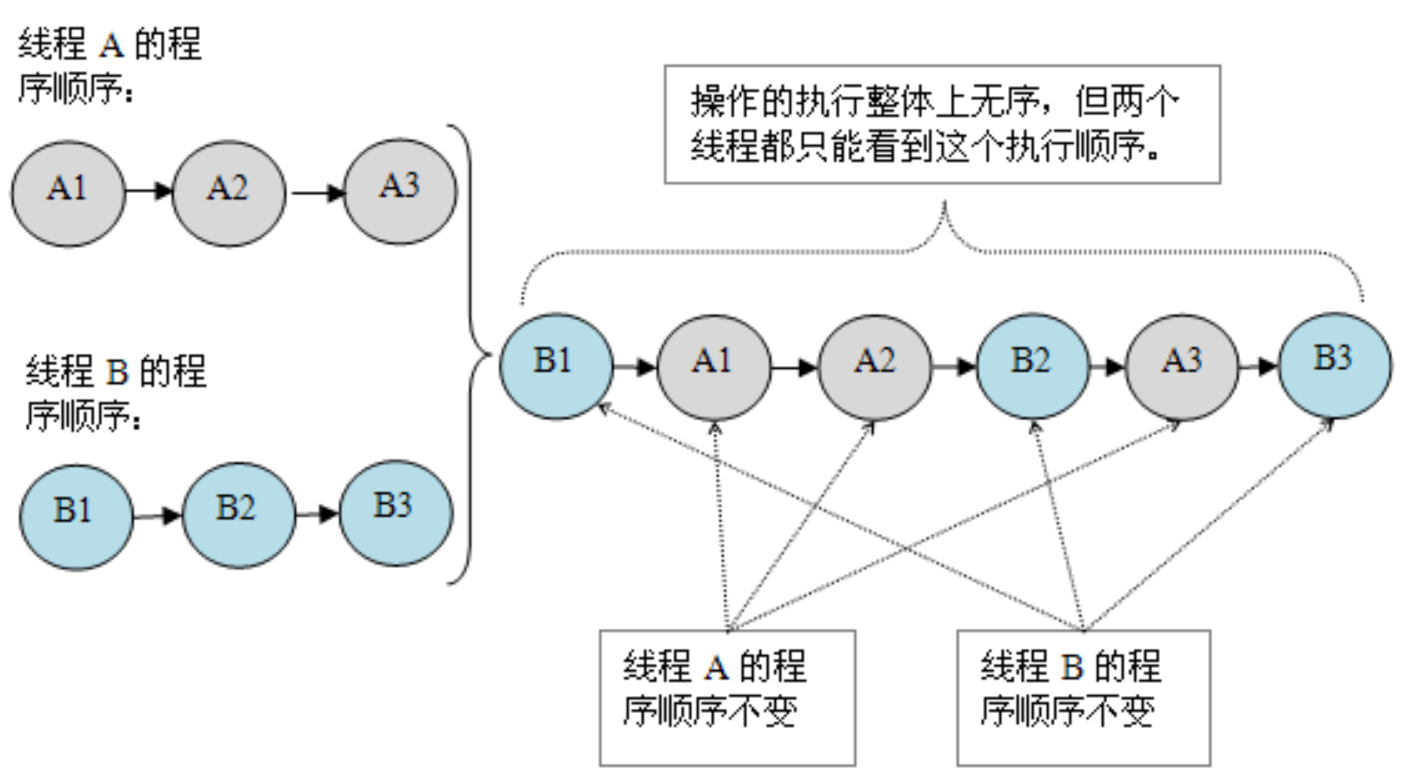 线程 A 的程
序顺序：
A1
A2
A3
操作的执行整体上无序，但两个
线程都只能看到这个执行顺序。
B1
A1
A2
B2
A3
B3
线程 B 的程
序顺序：
B1
B2
B3
线程 A 的程
序顺序不变
线程 B 的程
序顺序不变